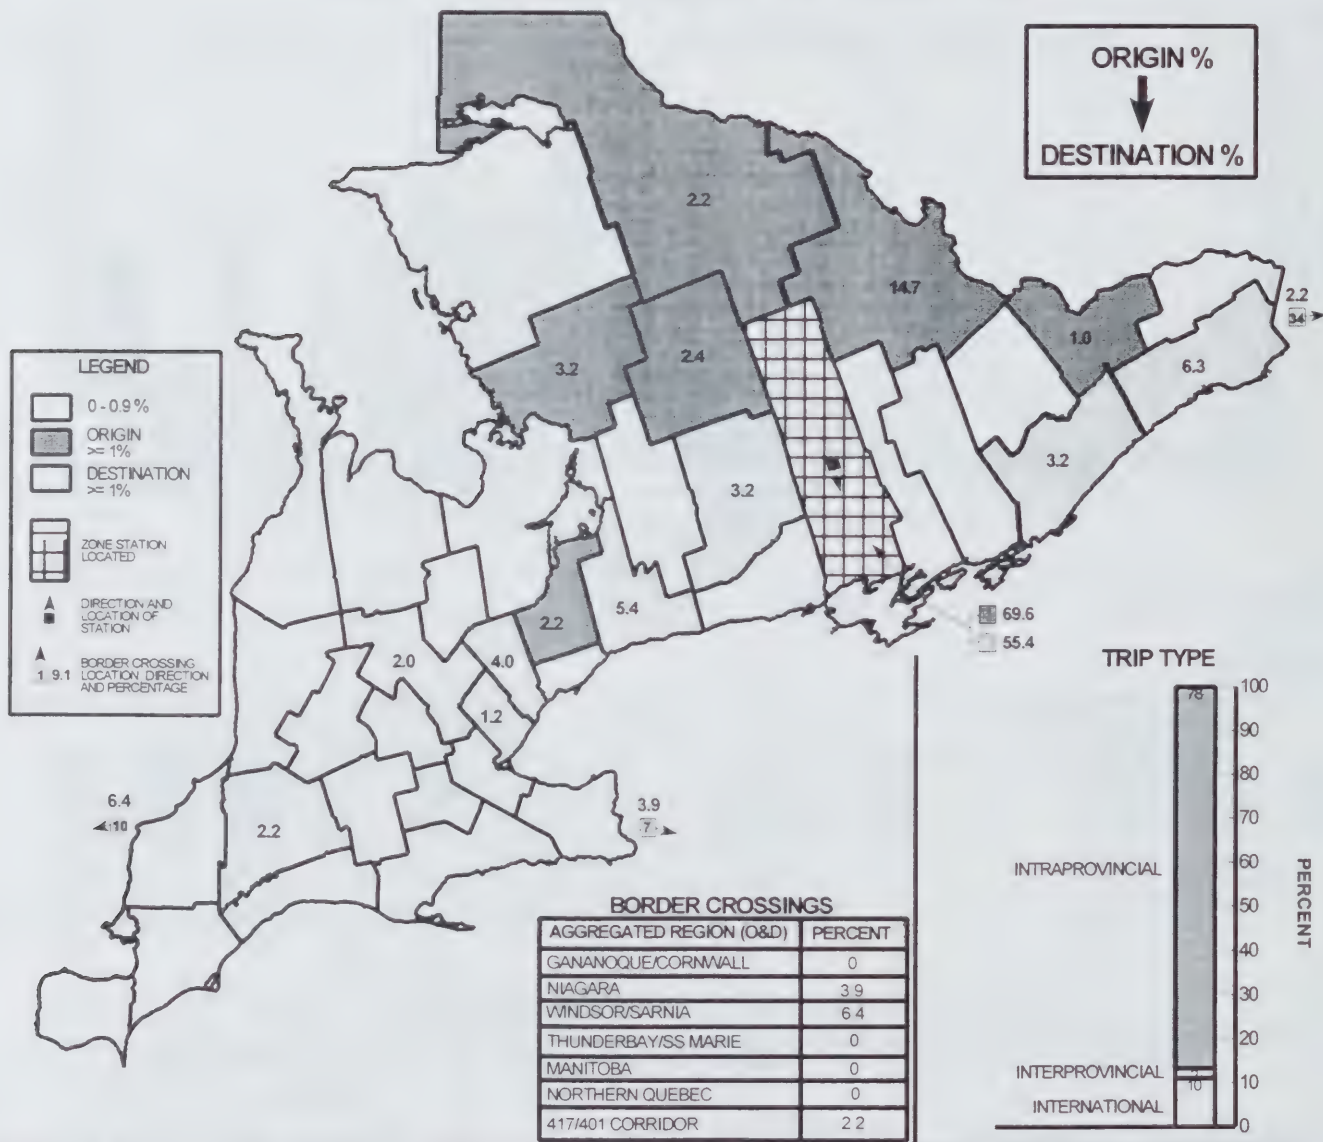 ORIGIN %
DESTINATION %
2.2
14.7
2.2
34
1.0
6.3
3.2
2.4
3.2
3.2
LEGEND
0 - 0.9 %
ORIGIN
>= 1%
DESTINATION
>= 1%
ZONE STATION
LOCATED
DIRECTION AND
LOCATION OF
STATION
1 9.1
BORDER CROSSING
LOCATION DIRECTION
AND PERCENTAGE
2.2
5.4
69.6
55.4
2.0
4.0
1.2
6.4
10
2.2
3.9
7
BORDER CROSSINGS
AGGREGATED REGION (O&D) PERCENT
GANANOQUE/CORNWALL 0
NIAGARA 3 9
WINDSOR/SARNIA 6 4
THUNDERBAY/SS MARIE 0
MANITOBA 0
NORTHERN QUEBEC 0
417/401 CORRIDOR 2 2
TRIP TYPE
78
100
90
80
70
60
50
40
30
20
10
0
INTRAPROVINCIAL
INTERPROVINCIAL
10
INTERNATIONAL
PERCENT